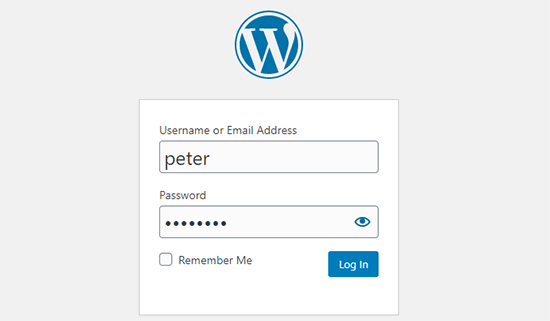 Username or Email Address
peter
Password
••••••••
Remember Me
Log In